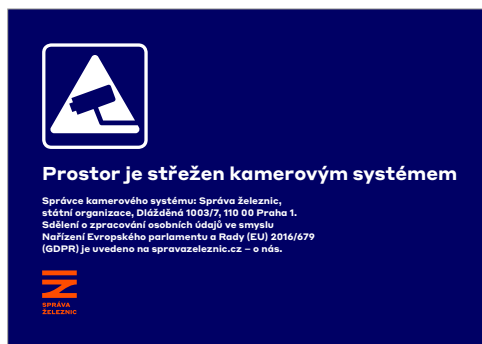 Prostor je střežen kamerovým systémem
Správce kamerového systému: Správa železnic,
státní organizace, Dlážděná 1003/7, 110 00 Praha 1.
Sdělení o zpracování osobních údajů ve smyslu
Nařízení Evropského parlamentu a Rady (EU) 2016/679
(GDPR) je uvedeno na spravazeleznic.cz – o nás.
SPRÁVA
ŽELEZNIC